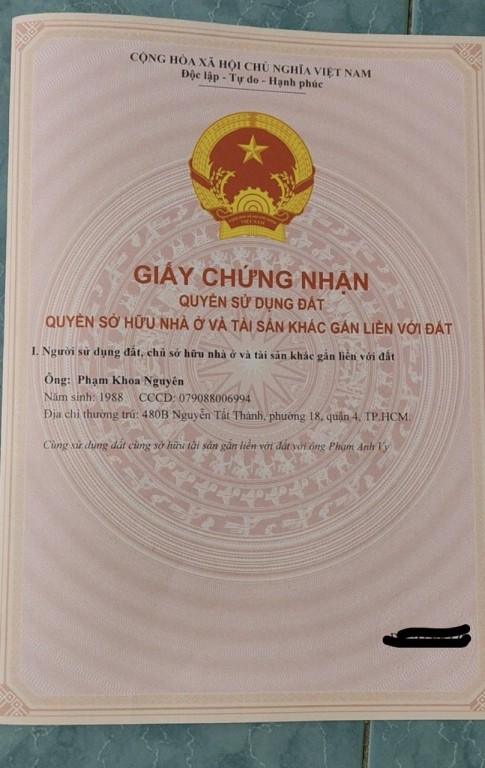 CỘNG HÒA XÃ HỘI CHỦ NGHĨA VIỆT NAM
Độc lập - Tự do - Hạnh phúc
VIỆT NAM
GIẤY CHỨNG NHẬN
QUYỀN SỬ DỤNG ĐẤT
QUYỀN SỞ HỮU NHÀ Ở VÀ TÀI SẢN KHÁC GẮN LIỀN VỚI ĐẤT
I. Người sử dụng đất, chủ sở hữu nhà ở và tài sản khác gắn liền với đất
Ông: Phạm Khoa Nguyên
Năm sinh: 1988 CCCD: 079088006994
Địa chỉ thường trú: 480B Nguyễn Tất Thành, phường 18, quận 4, TP.HCM.
Cùng sử dụng đất cùng sở hữu tài sản gắn liền với đất với ông Phạm Anh Vy